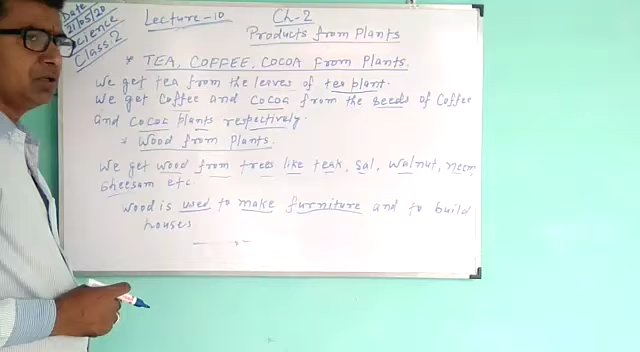 Date
21/05/20
Science
Class:2
Lecture-10
Ch-2
Products from Plants
* TEA, COFFEE, COCOA From Plants.
We get tea from the leaves of tea plant.
We get Coffee and cocoa from the seeds of Coffee
and cocoa plants respectively.
* Wood from plants.
We get wood from trees like teak, Sal, Walnut, neem,
Sheesam etc
Wood is used to make furniture and to build
houses